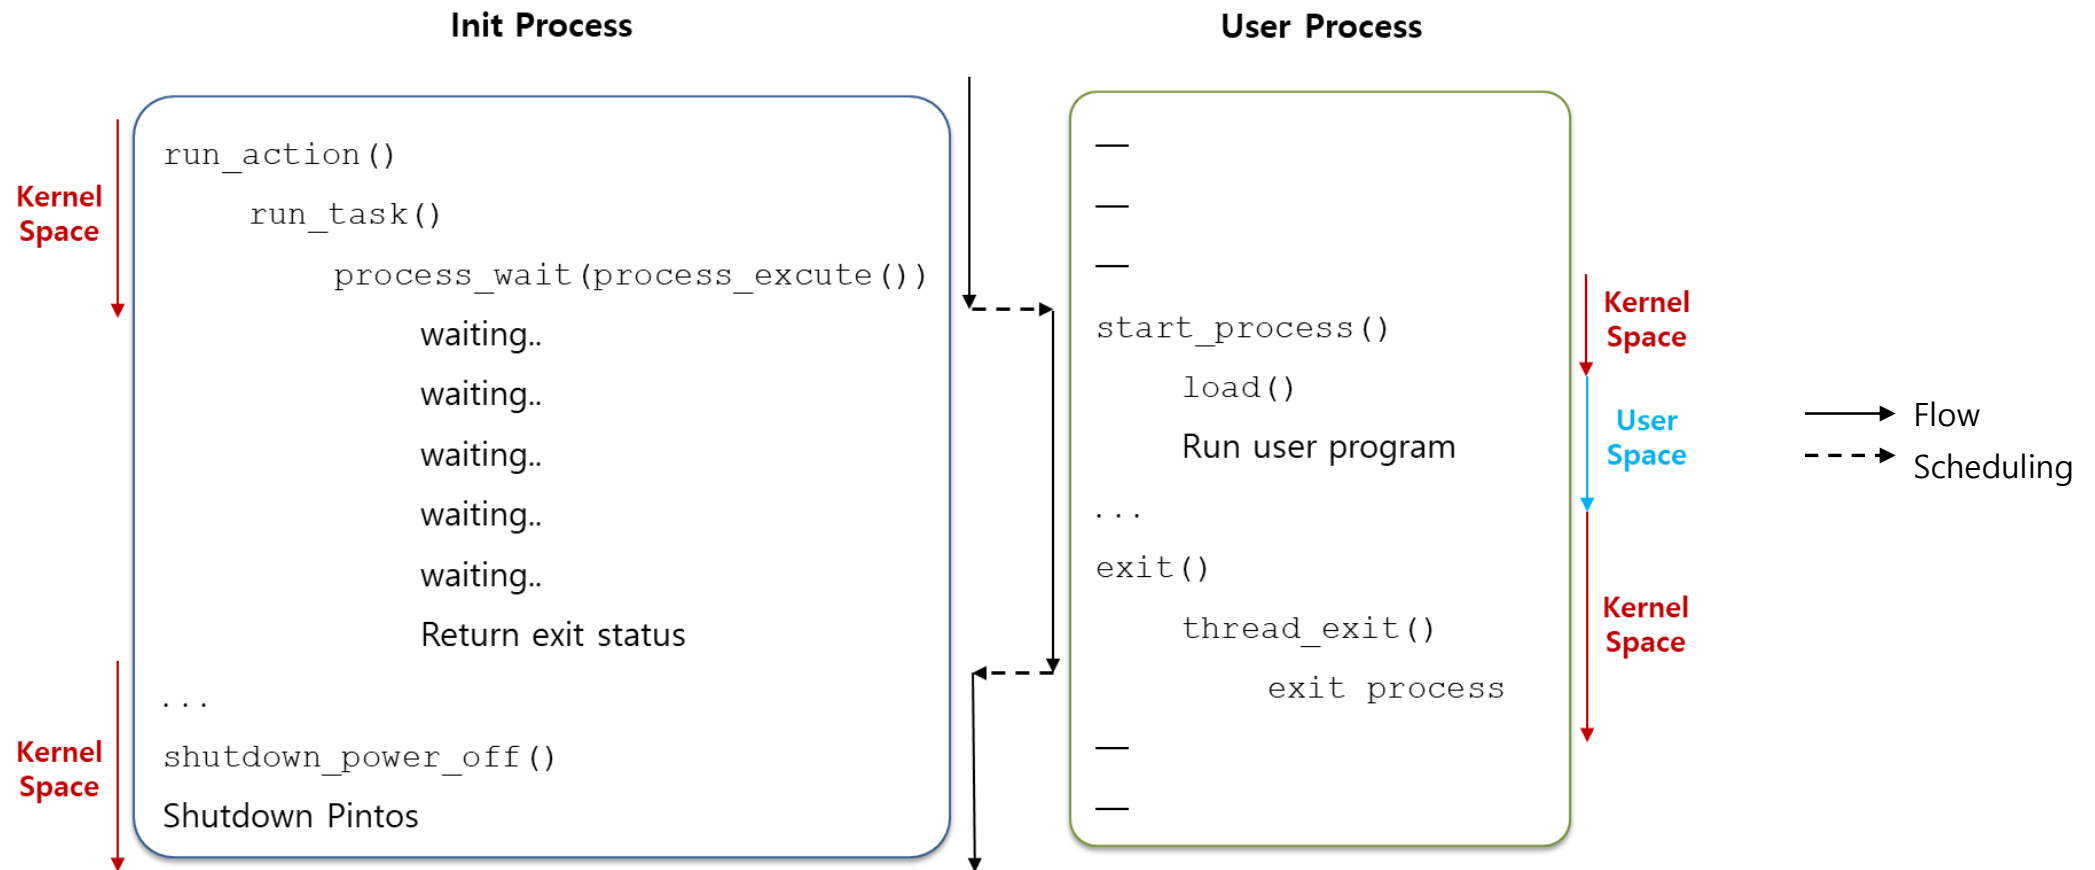 Init Process
User Process
Kernel
Space
run_action()
run_task()
process_wait(process_excute())
waiting..
waiting..
waiting..
waiting..
waiting..
Return exit status
...
Kernel
Space
shutdown_power_off()
Shutdown Pintos
—
—
—
start_process()
load()
Run user program
...
exit()
thread_exit()
exit process
—
—
Kernel
Space
User
Space
Kernel
Space
Flow
Scheduling